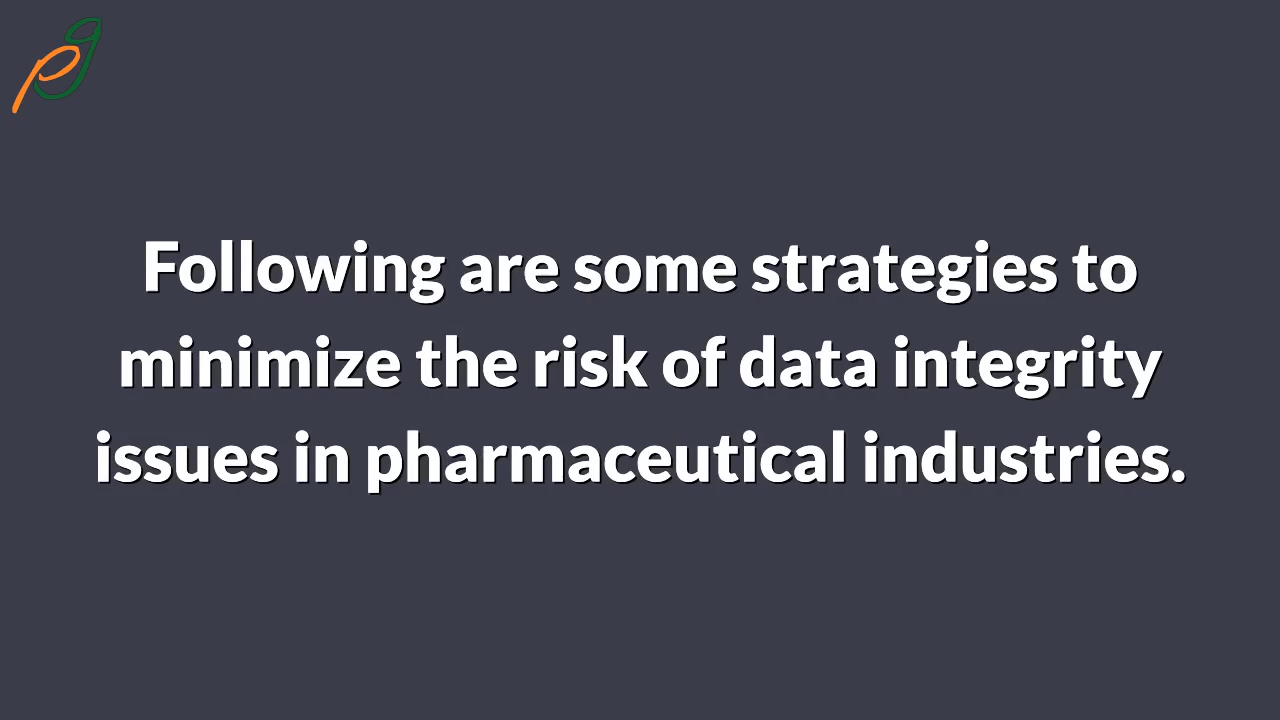 Following are some strategies to
minimize the risk of data integrity
issues in pharmaceutical industries.